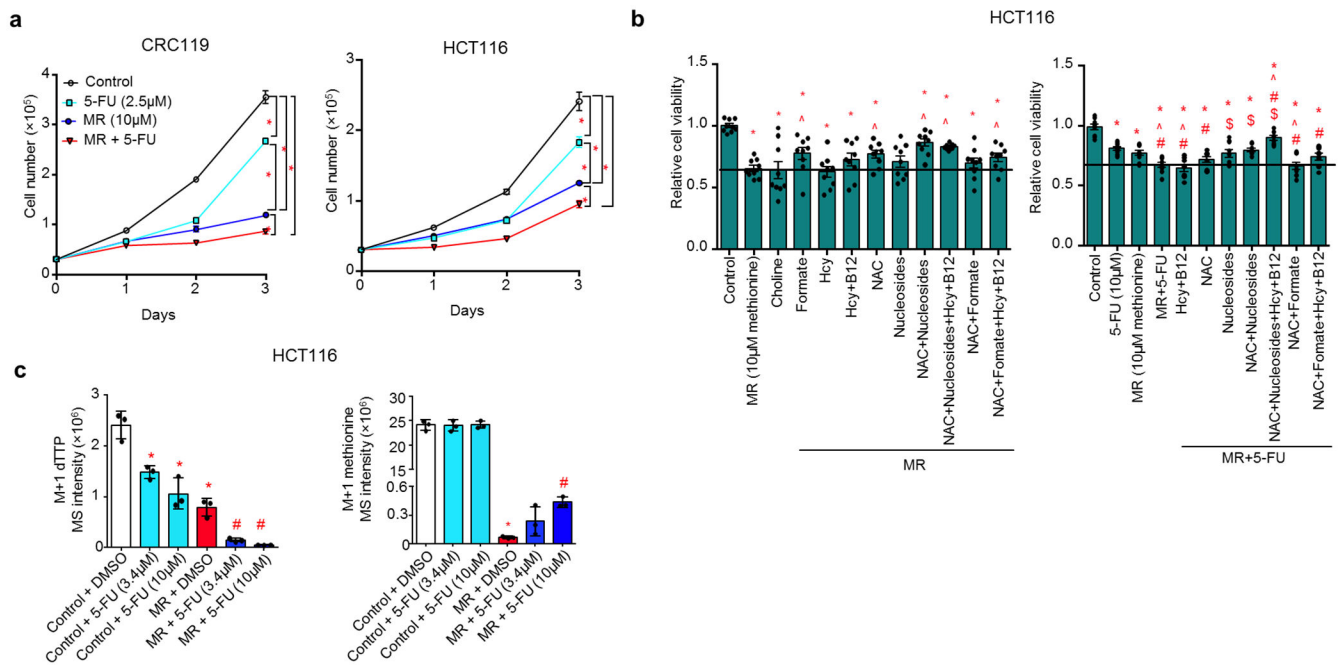 a
CRC119
Cell number (×10⁵)
4
3
2
1
0
0
1
2
3
Days
Control
5-FU (2.5µM)
MR (10µM)
MR + 5-FU
*
*
*
*
*
HCT116
Cell number (×10⁵)
3
2
1
0
0
1
2
3
Days
*
*
*
*
*
b
HCT116
Relative cell viability
1.5
1.0
0.5
0.0
*
*
^
*
*
^
*
^
*
*
^
*
^
*
*
^
Control
MR (10µM methionine)
Choline
Formate
Hcy
Hcy+B12
NAC
Nucleosides
NAC+Nucleosides
NAC+Nucleosides+Hcy+B12
NAC+Formate
NAC+Fomate+Hcy+B12
MR
Relative cell viability
1.5
1.0
0.5
0.0
*
*
*
^
#
*
^
#
*
#
*
$
*
$
*
^
#
$
*
^
#
*
#
Control
5-FU (10µM)
MR (10µM methionine)
MR+5-FU
Hcy+B12
NAC
Nucleosides
NAC+Nucleosides
NAC+Nucleosides+Hcy+B12
NAC+Formate
NAC+Fomate+Hcy+B12
MR+5-FU
c
HCT116
M+1 dTTP
MS intensity (×10⁶)
3
2
1
0
*
*
*
#
#
Control + DMSO
Control + 5-FU (3.4µM)
Control + 5-FU (10µM)
MR + DMSO
MR + 5-FU (3.4µM)
MR + 5-FU (10µM)
M+1 methionine
MS intensity (×10⁶)
30
25
20
15
0.6
0.3
0
*
#
Control + DMSO
Control + 5-FU (3.4µM)
Control + 5-FU (10µM)
MR + DMSO
MR + 5-FU (3.4µM)
MR + 5-FU (10µM)